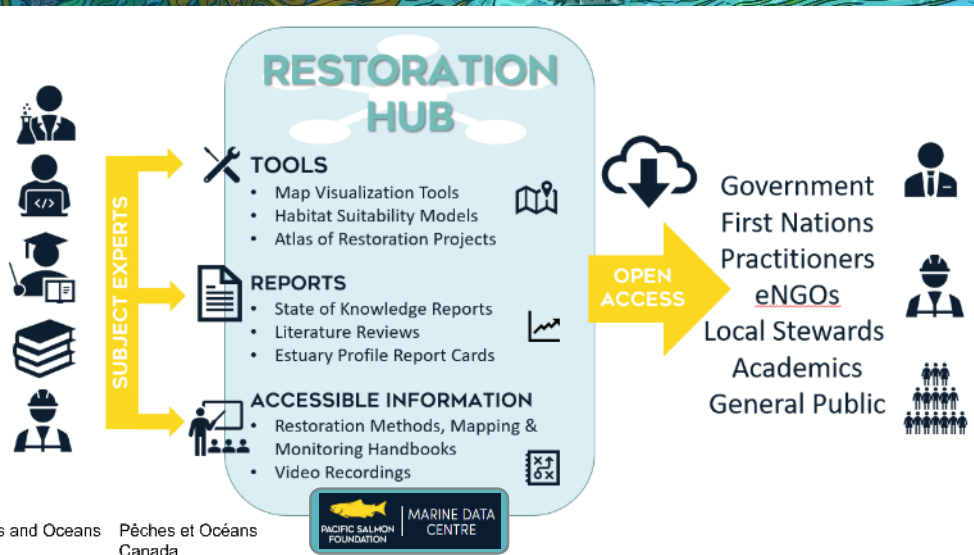 RESTORATION
HUB
SUBJECT EXPERTS
TOOLS
• Map Visualization Tools
• Habitat Suitability Models
• Atlas of Restoration Projects
REPORTS
• State of Knowledge Reports
• Literature Reviews
• Estuary Profile Report Cards
ACCESSIBLE INFORMATION
• Restoration Methods, Mapping &
Monitoring Handbooks
• Video Recordings
OPEN
ACCESS
Government
First Nations
Practitioners
eNGOs
Local Stewards
Academics
General Public
PACIFIC SALMON
FOUNDATION
MARINE DATA
CENTRE
s and Oceans Pêches et Océans
Canada